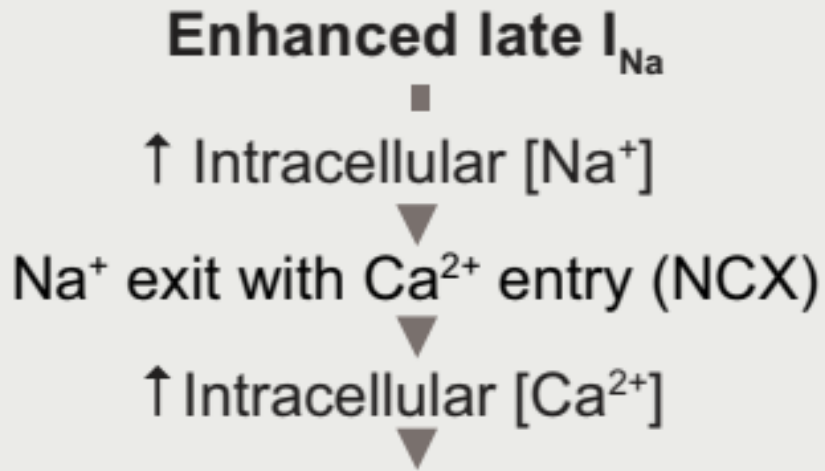 Enhanced late I_Na
↑ Intracellular [Na⁺]
Na⁺ exit with Ca²⁺ entry (NCX)
↑ Intracellular [Ca²⁺]